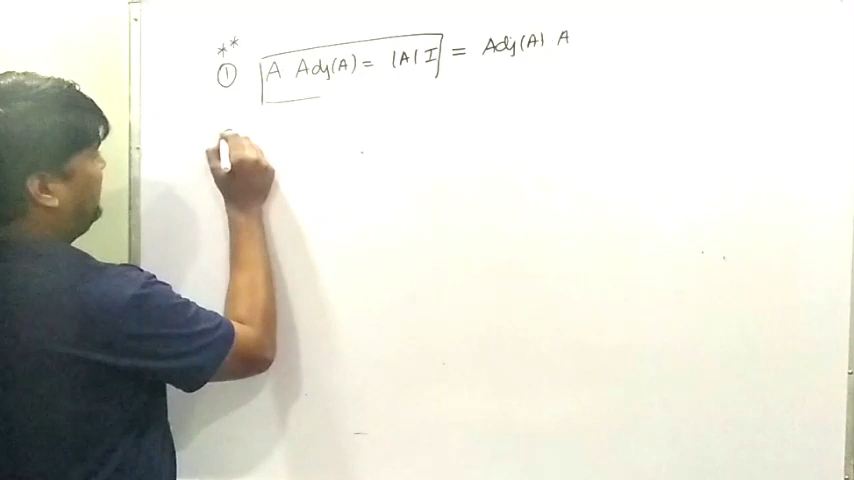 **
① A Adj(A) = |A| I = Adj(A) A